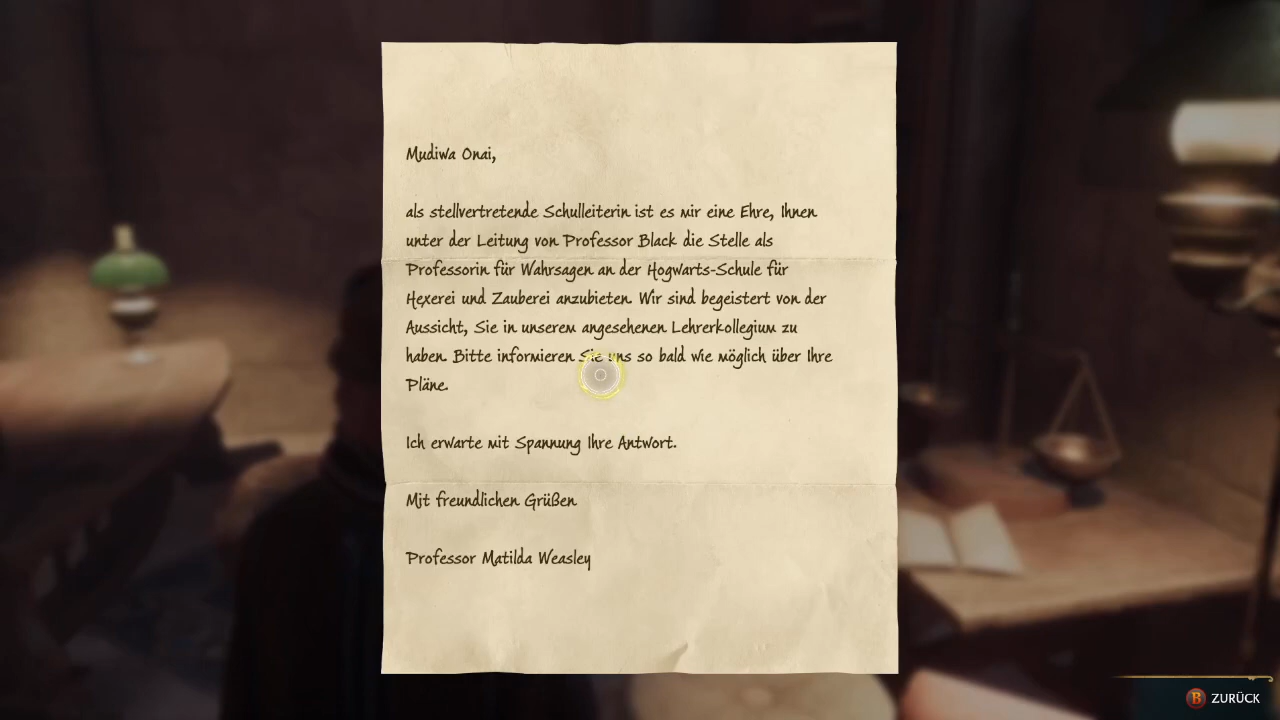 Mudiwa Onai,
als stellvertretende Schulleiterin ist es mir eine Ehre, Ihnen
unter der Leitung von Professor Black die Stelle als
Professorin für Wahrsagen an der Hogwarts-Schule für
Hexerei und Zauberei anzubieten. Wir sind begeistert von der
Aussicht, Sie in unserem angesehenen Lehrerkollegium zu
haben. Bitte informieren Sie uns so bald wie möglich über Ihre
Pläne.
Ich erwarte mit Spannung Ihre Antwort.
Mit freundlichen Grüßen
Professor Matilda Weasley
B ZURÜCK